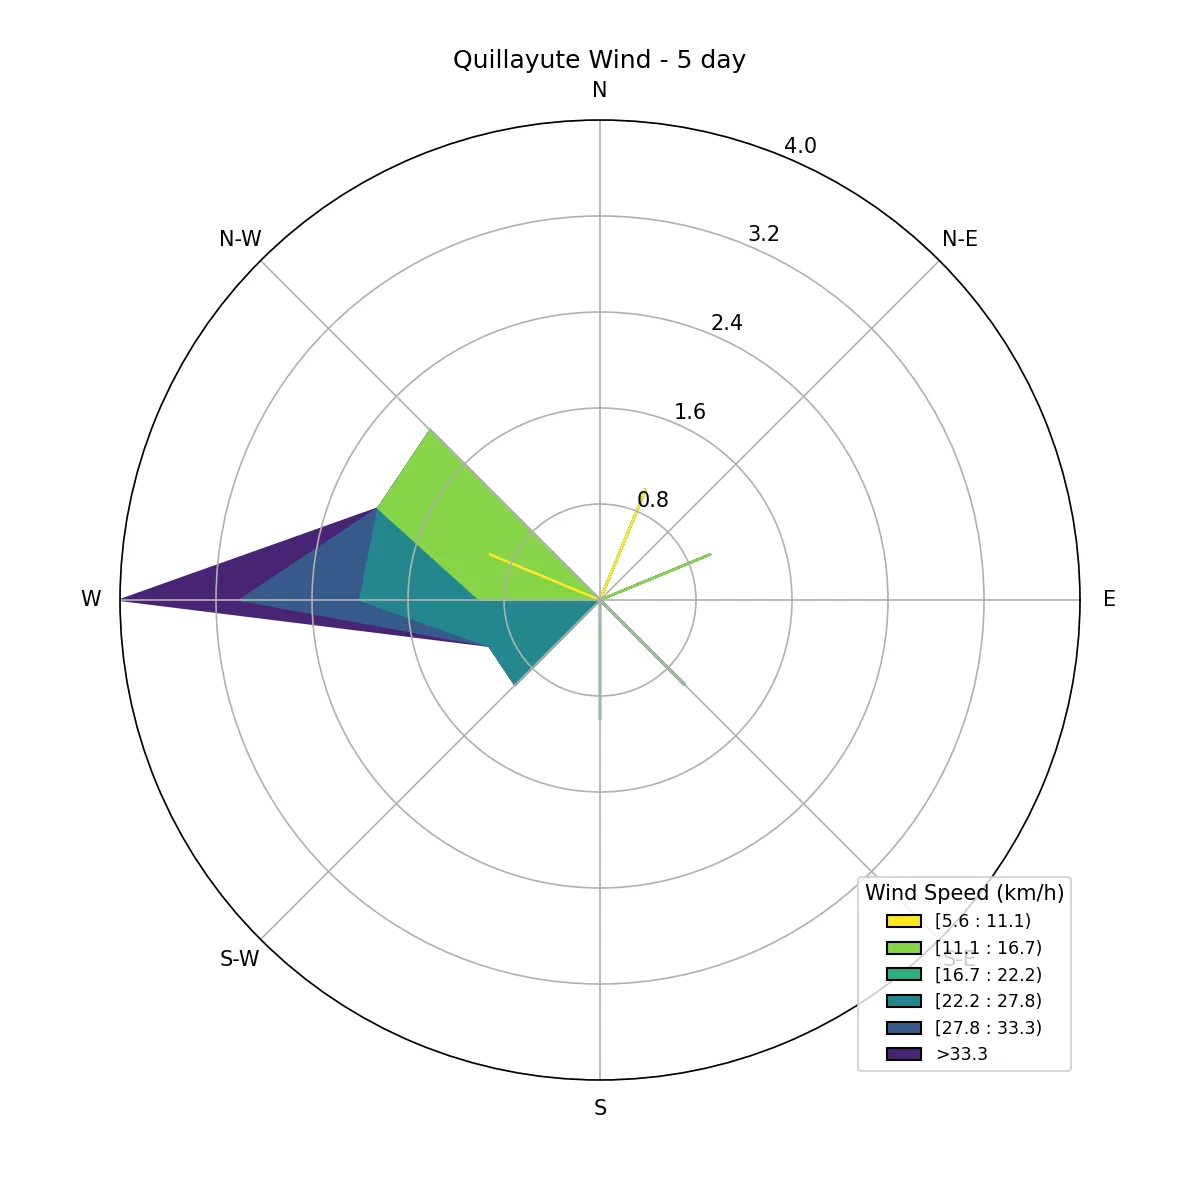 Quillayute Wind - 5 day
N
4.0
3.2
N-W
N-E
2.4
1.6
0.8
W
E
Wind Speed (km/h)
[5.6 : 11.1)
[11.1 : 16.7)
S-W
S-E
[16.7 : 22.2)
[22.2 : 27.8)
[27.8 : 33.3)
>33.3
S